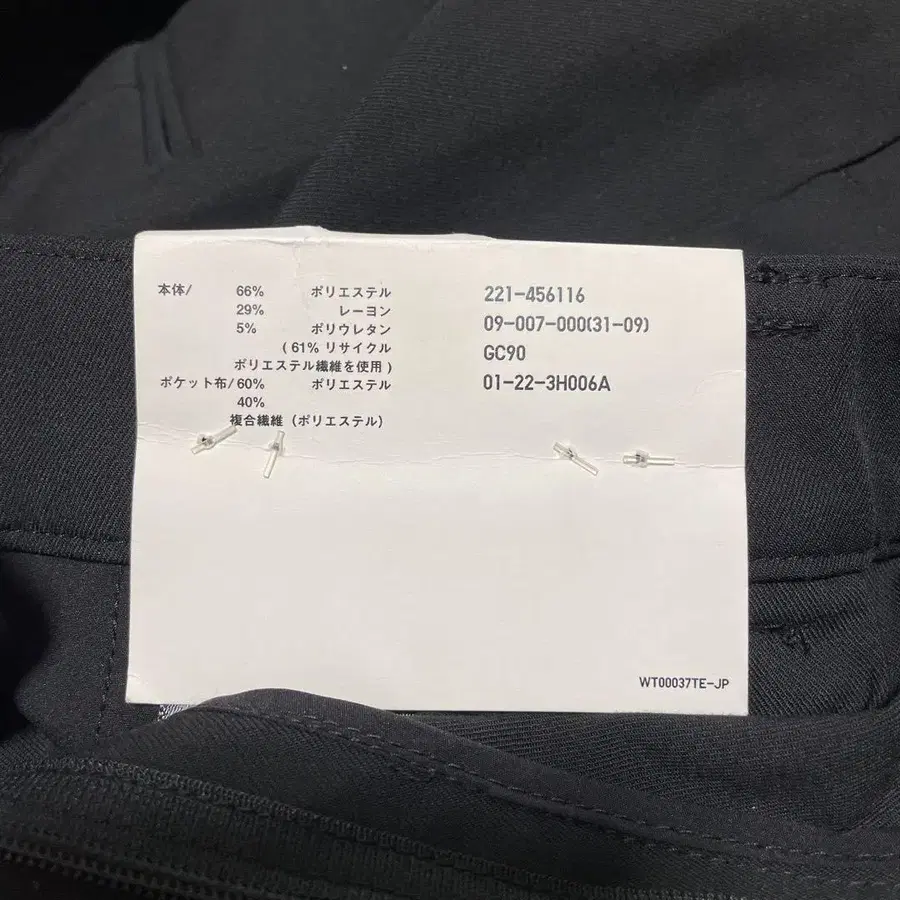 本体/ 66% ポリエステル
29% レーヨン
5% ポリウレタン
( 61% リサイクル
ポリエステル繊維を使用 )
ポケット布/ 60% ポリエステル
40%
複合繊維 (ポリエステル)
221-456116
09-007-000(31-09)
GC90
01-22-3H006A
WT00037TE-JP